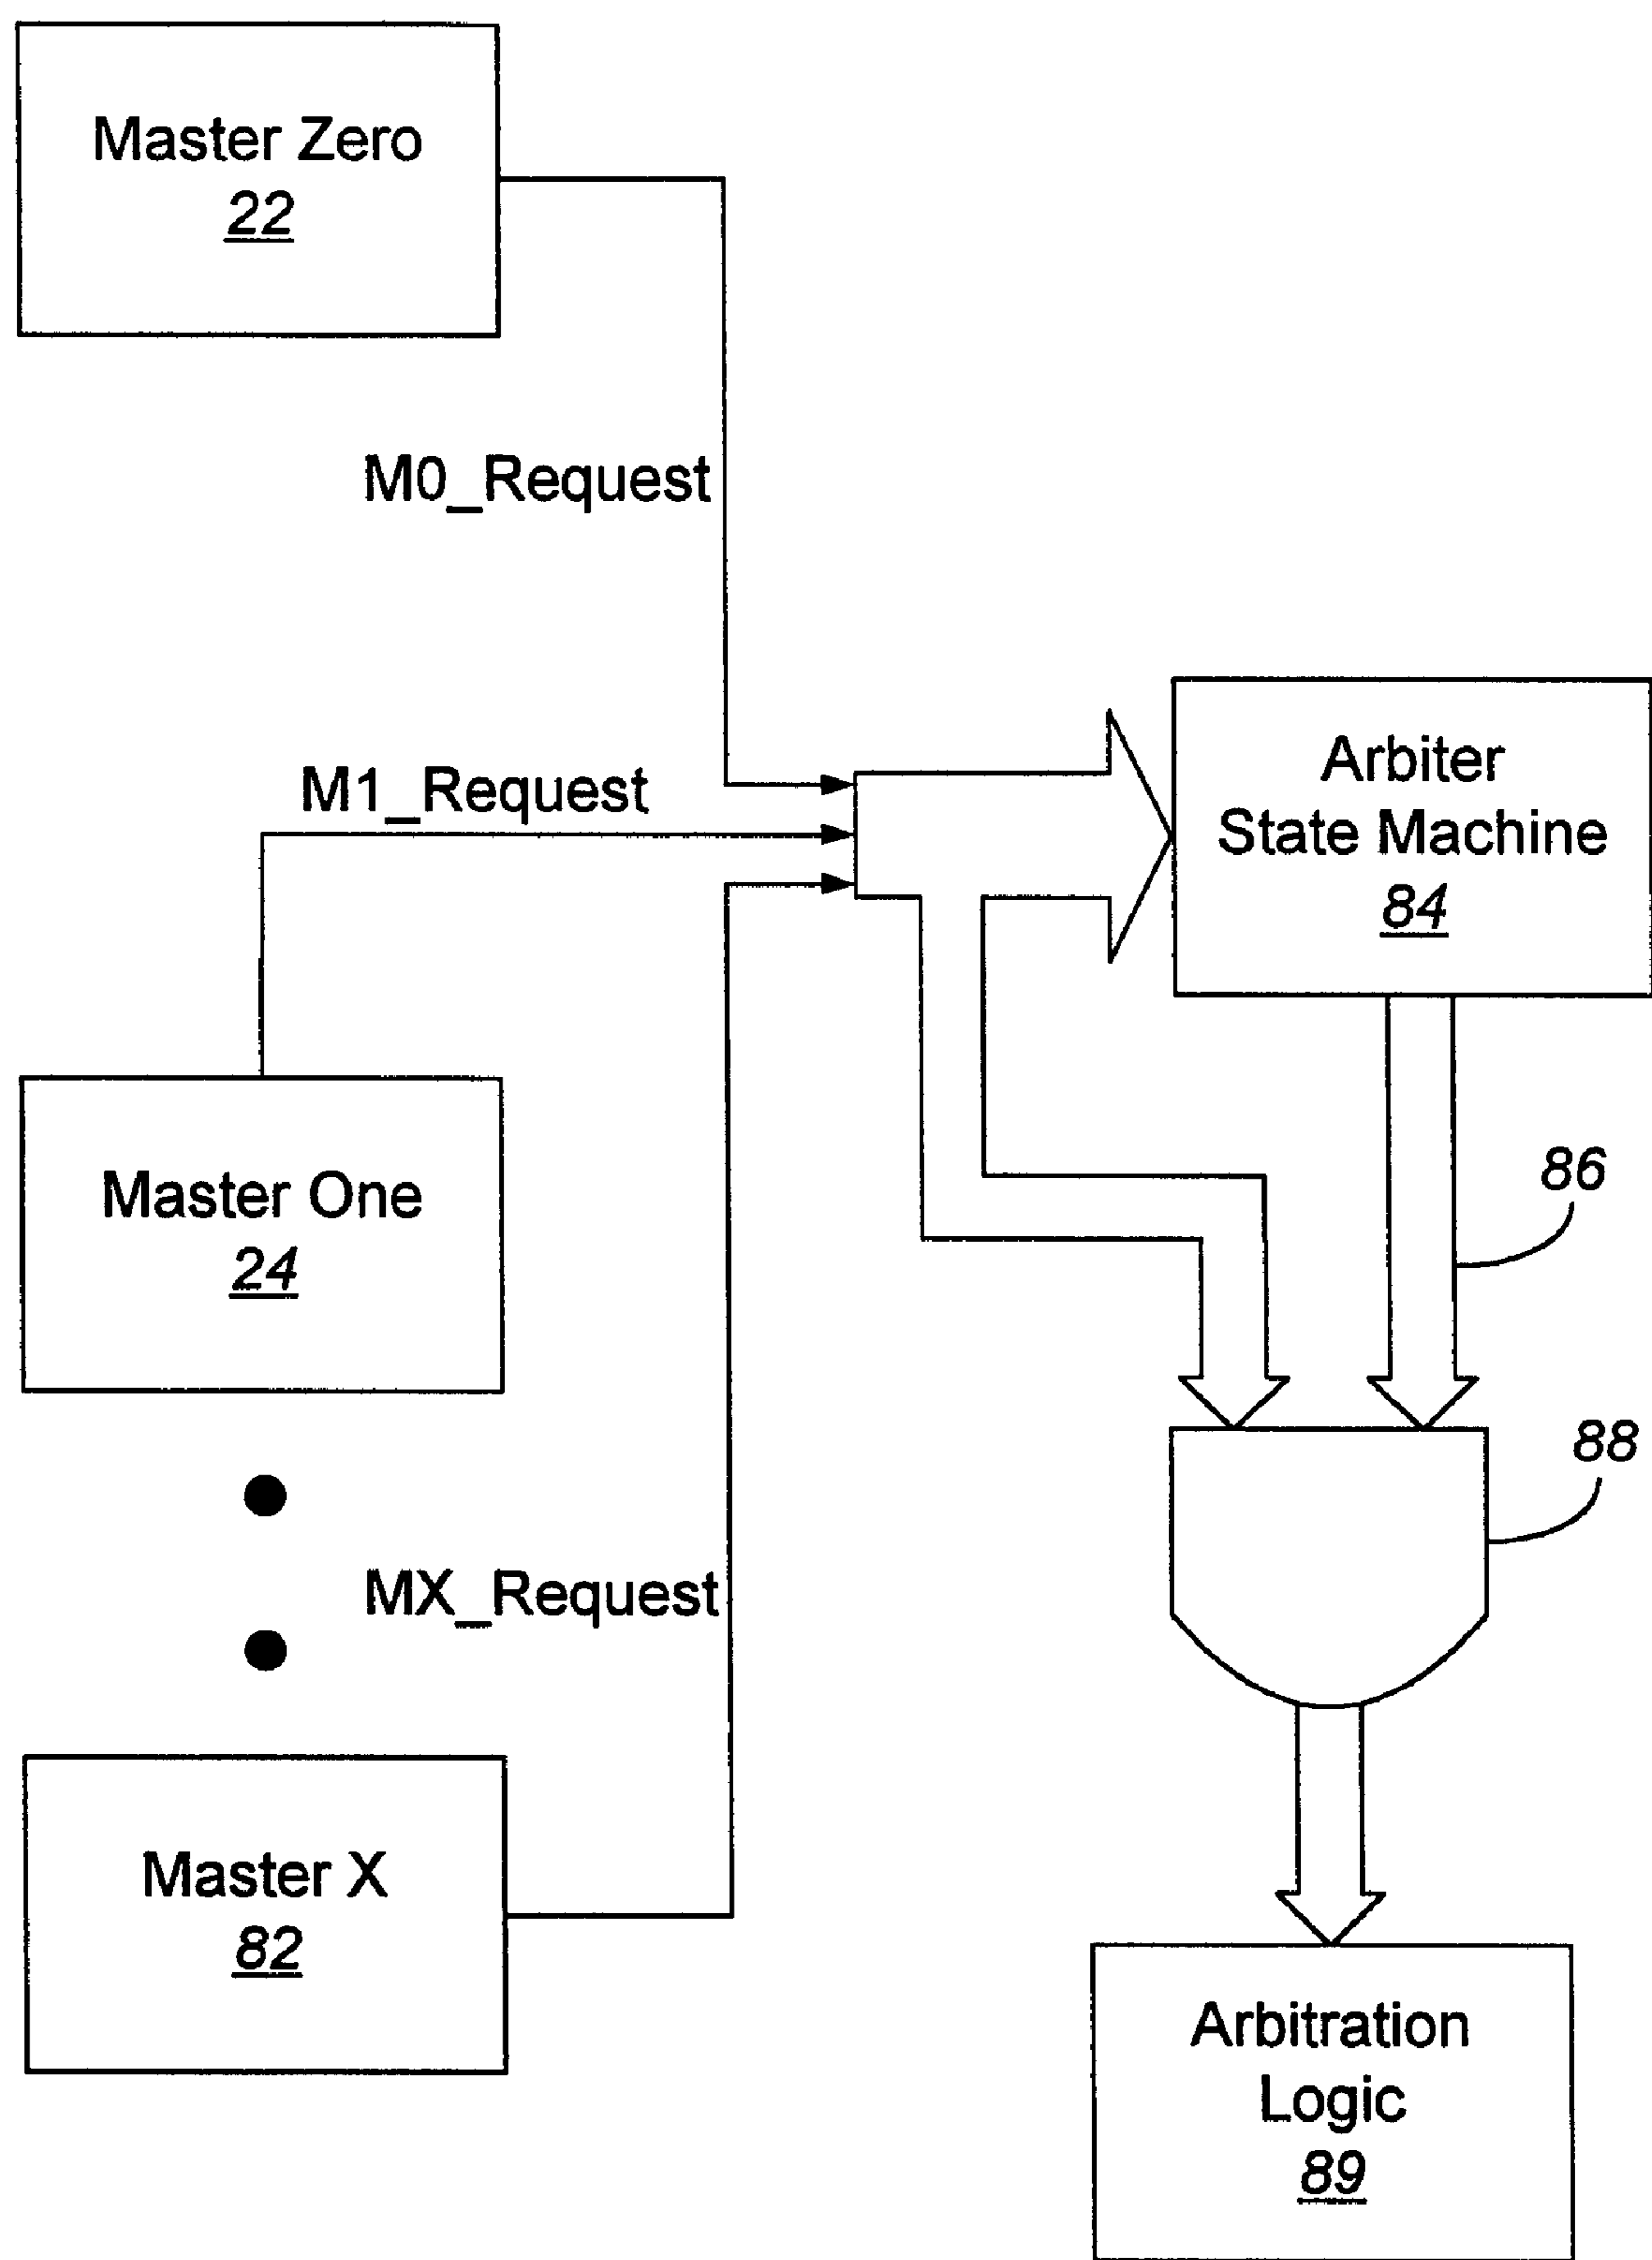 Master Zero
22
M0_Request
M1_Request
Arbiter
State Machine
84
Master One
24
86
88
MX_Request
Master X
82
Arbitration
Logic
89